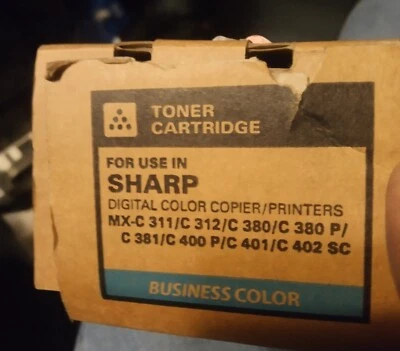 TONER
CARTRIDGE
FOR USE IN
SHARP
DIGITAL COLOR COPIER/PRINTERS
MX-C 311/C 312/C 380/C 380 P/
C 381/C 400 P/C 401/C 402 SC
BUSINESS COLOR